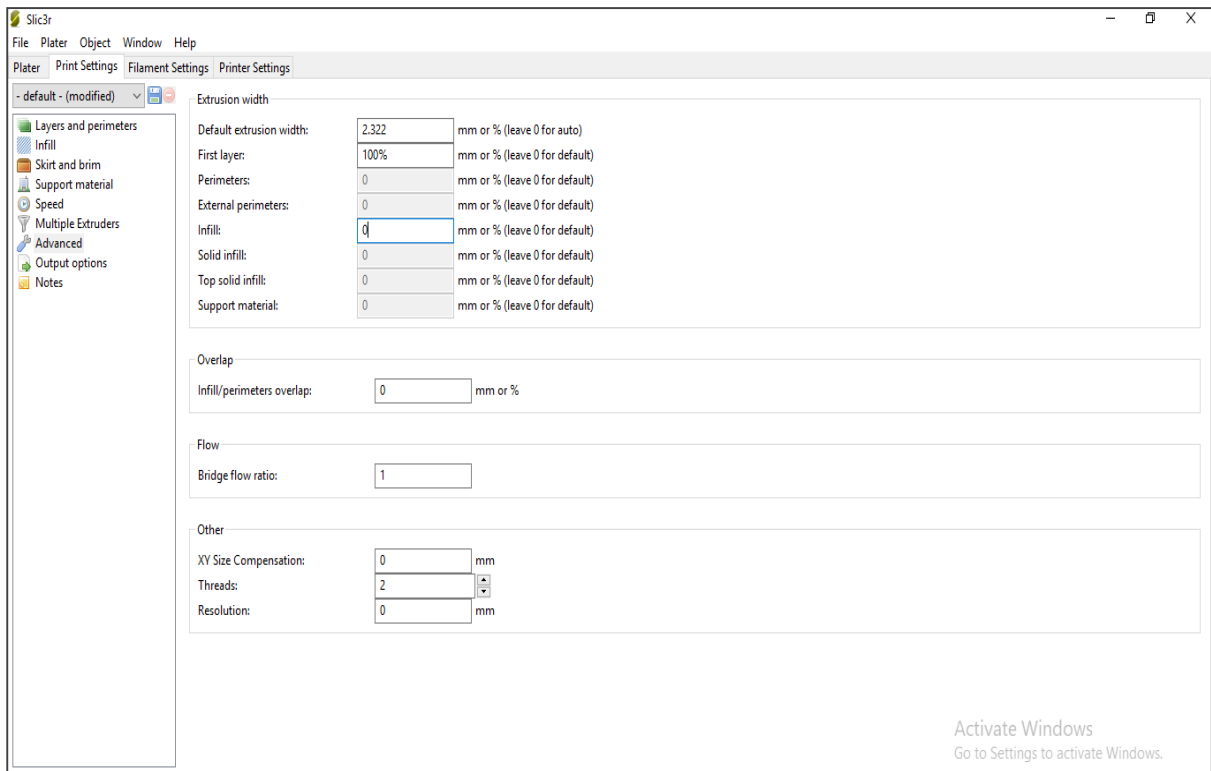 Slic3r
File Plater Object Window Help
Plater Print Settings Filament Settings Printer Settings
- default - (modified)
Layers and perimeters
Infill
Skirt and brim
Support material
Speed
Multiple Extruders
Advanced
Output options
Notes
Extrusion width
Default extrusion width: 2.322 mm or % (leave 0 for auto)
First layer: 100% mm or % (leave 0 for default)
Perimeters: 0 mm or % (leave 0 for default)
External perimeters: 0 mm or % (leave 0 for default)
Infill: 0 mm or % (leave 0 for default)
Solid infill: 0 mm or % (leave 0 for default)
Top solid infill: 0 mm or % (leave 0 for default)
Support material: 0 mm or % (leave 0 for default)
Overlap
Infill/perimeters overlap: 0 mm or %
Flow
Bridge flow ratio: 1
Other
XY Size Compensation: 0 mm
Threads: 2
Resolution: 0 mm
Activate Windows
Go to Settings to activate Windows.